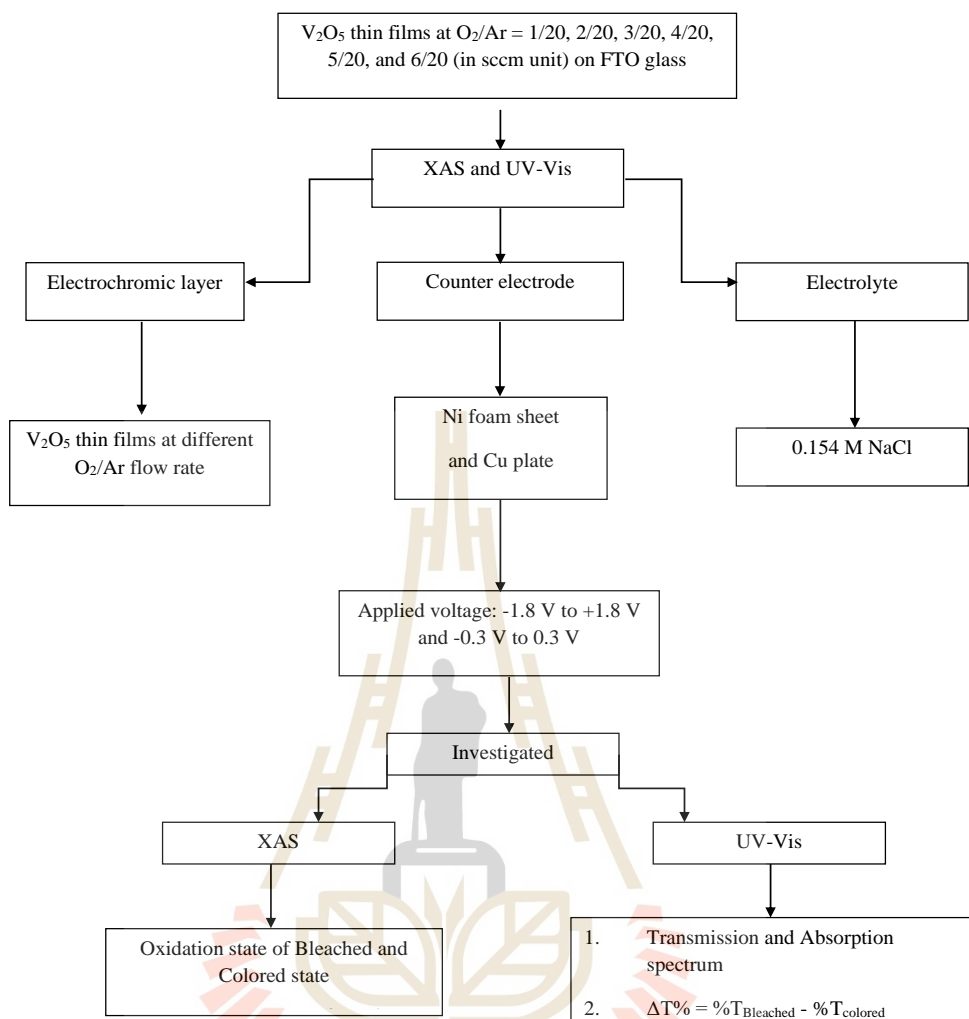 V₂O₅ thin films at O₂/Ar = 1/20, 2/20, 3/20, 4/20,
5/20, and 6/20 (in sccm unit) on FTO glass
XAS and UV-Vis
Electrochromic layer
Counter electrode
Electrolyte
V₂O₅ thin films at different
O₂/Ar flow rate
Ni foam sheet
and Cu plate
0.154 M NaCl
Applied voltage: -1.8 V to +1.8 V
and -0.3 V to 0.3 V
Investigated
XAS
UV-Vis
Oxidation state of Bleached and
Colored state
1. Transmission and Absorption
spectrum
2. ΔT% = %T_Bleached - %T_colored